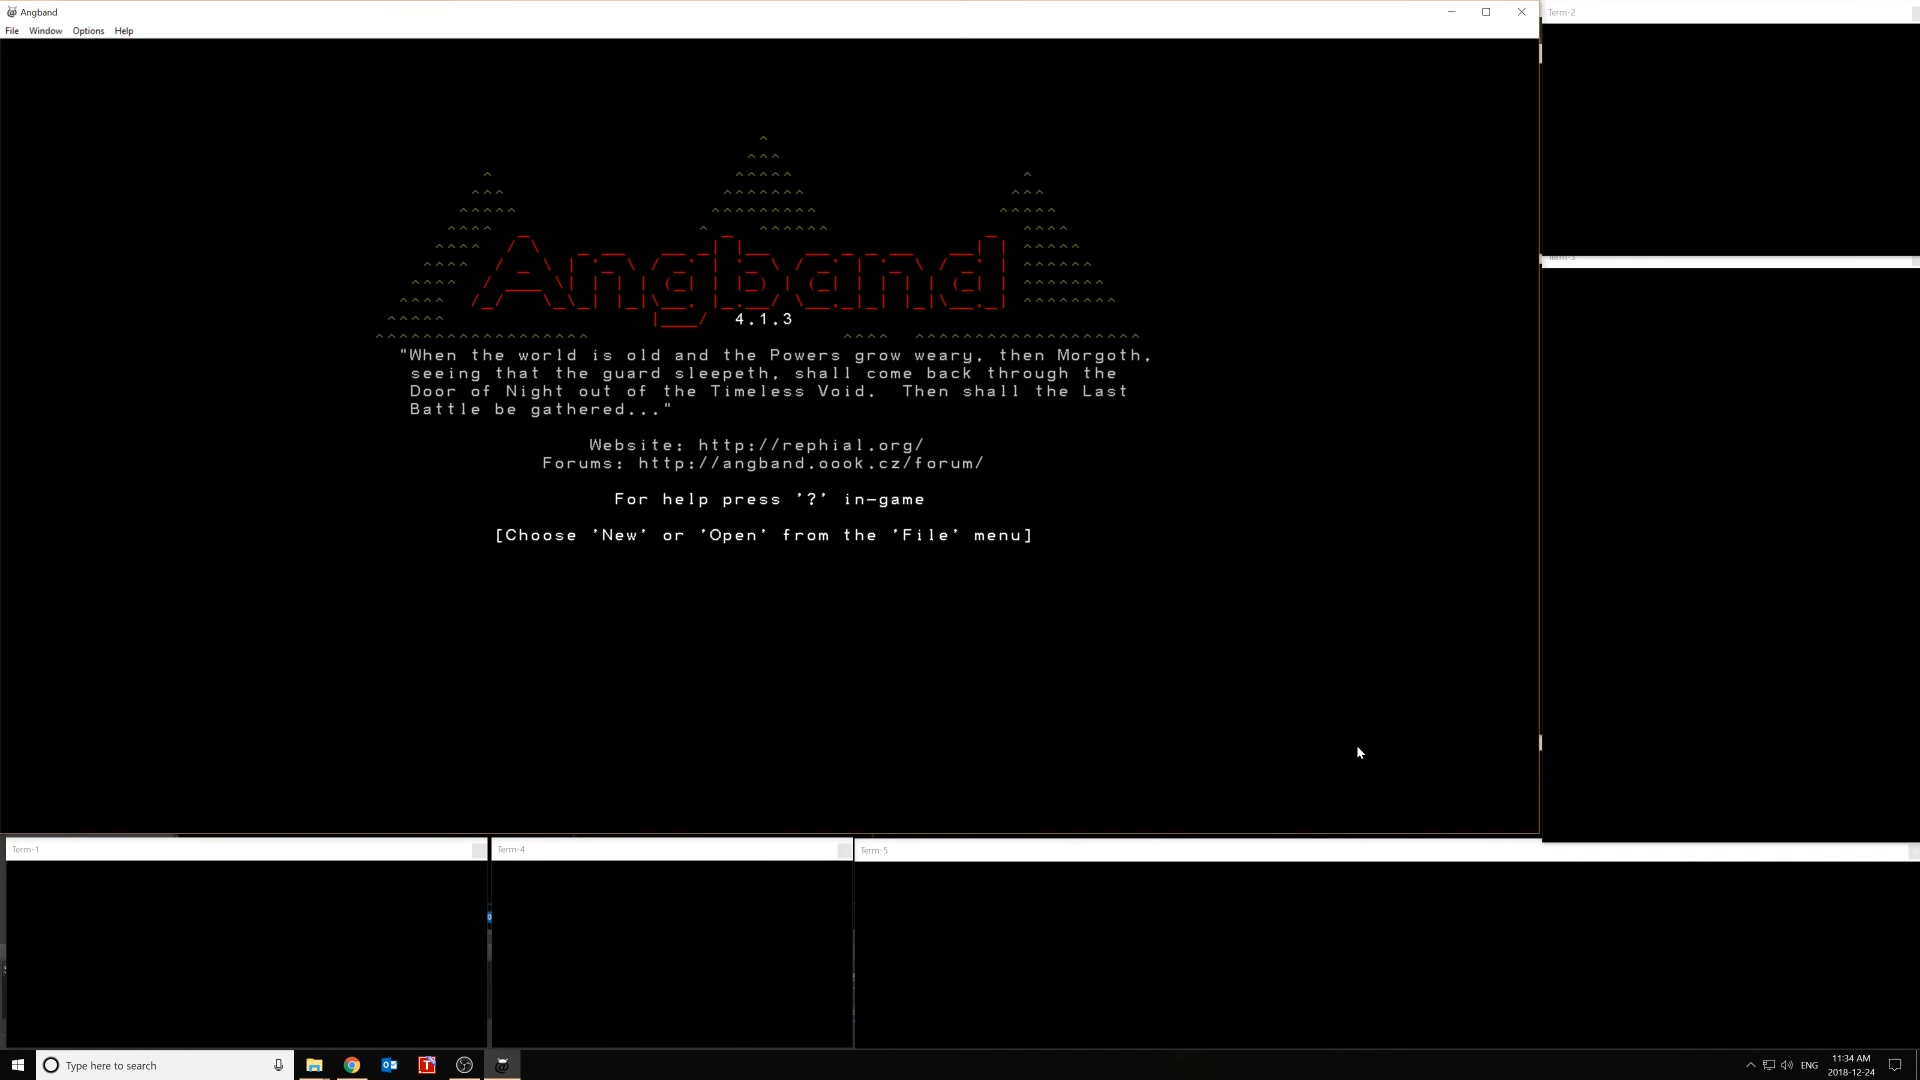 Angband
File Window Options Help
Term-2
Term-3
Angband
4.1.3
"When the world is old and the Powers grow weary, then Morgoth,
seeing that the guard sleepeth, shall come back through the
Door of Night out of the Timeless Void.  Then shall the Last
Battle be gathered..."
Website: http://rephial.org/
Forums: http://angband.oook.cz/forum/
For help press '?' in-game
[Choose 'New' or 'Open' from the 'File' menu]
Term-1
Term-4
Term-5
Type here to search
ENG
11:34 AM
2018-12-24